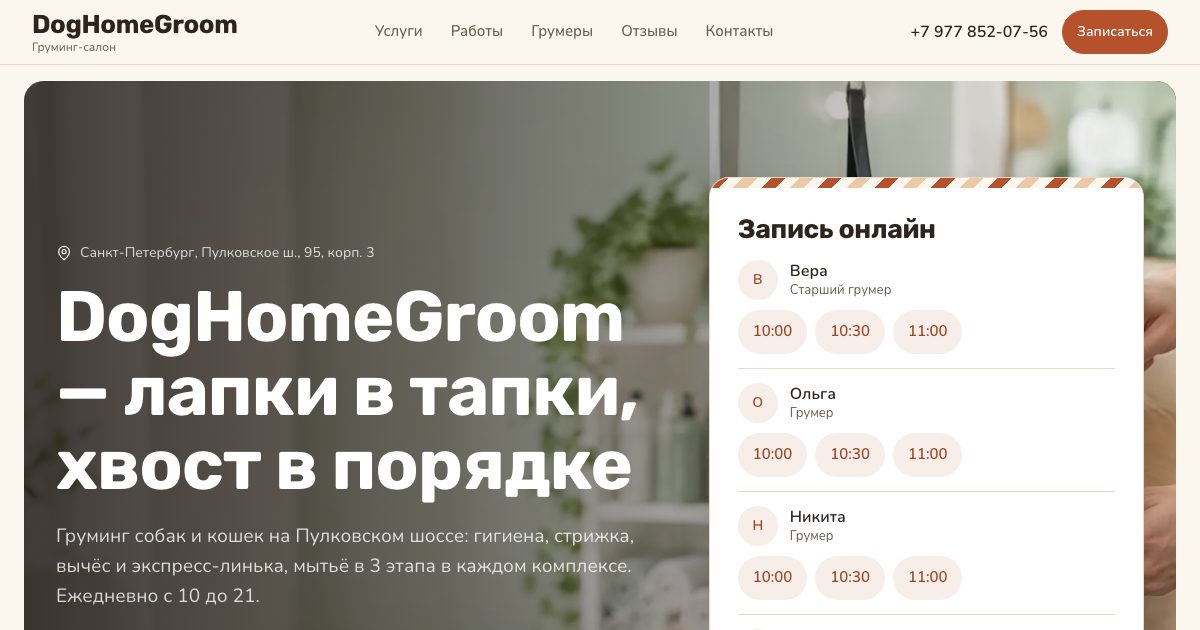 DogHomeGroom
Груминг-салон
Услуги
Работы
Грумеры
Отзывы
Контакты
+7 977 852-07-56
Записаться
Санкт-Петербург, Пулковское ш., 95, корп. 3
DogHomeGroom
— лапки в тапки,
хвост в порядке
Груминг собак и кошек на Пулковском шоссе: гигиена, стрижка,
вычёс и экспресс-линька, мытьё в 3 этапа в каждом комплексе.
Ежедневно с 10 до 21.
Запись онлайн
В
Вера
Старший грумер
10:00
10:30
11:00
О
Ольга
Грумер
10:00
10:30
11:00
Н
Никита
Грумер
10:00
10:30
11:00